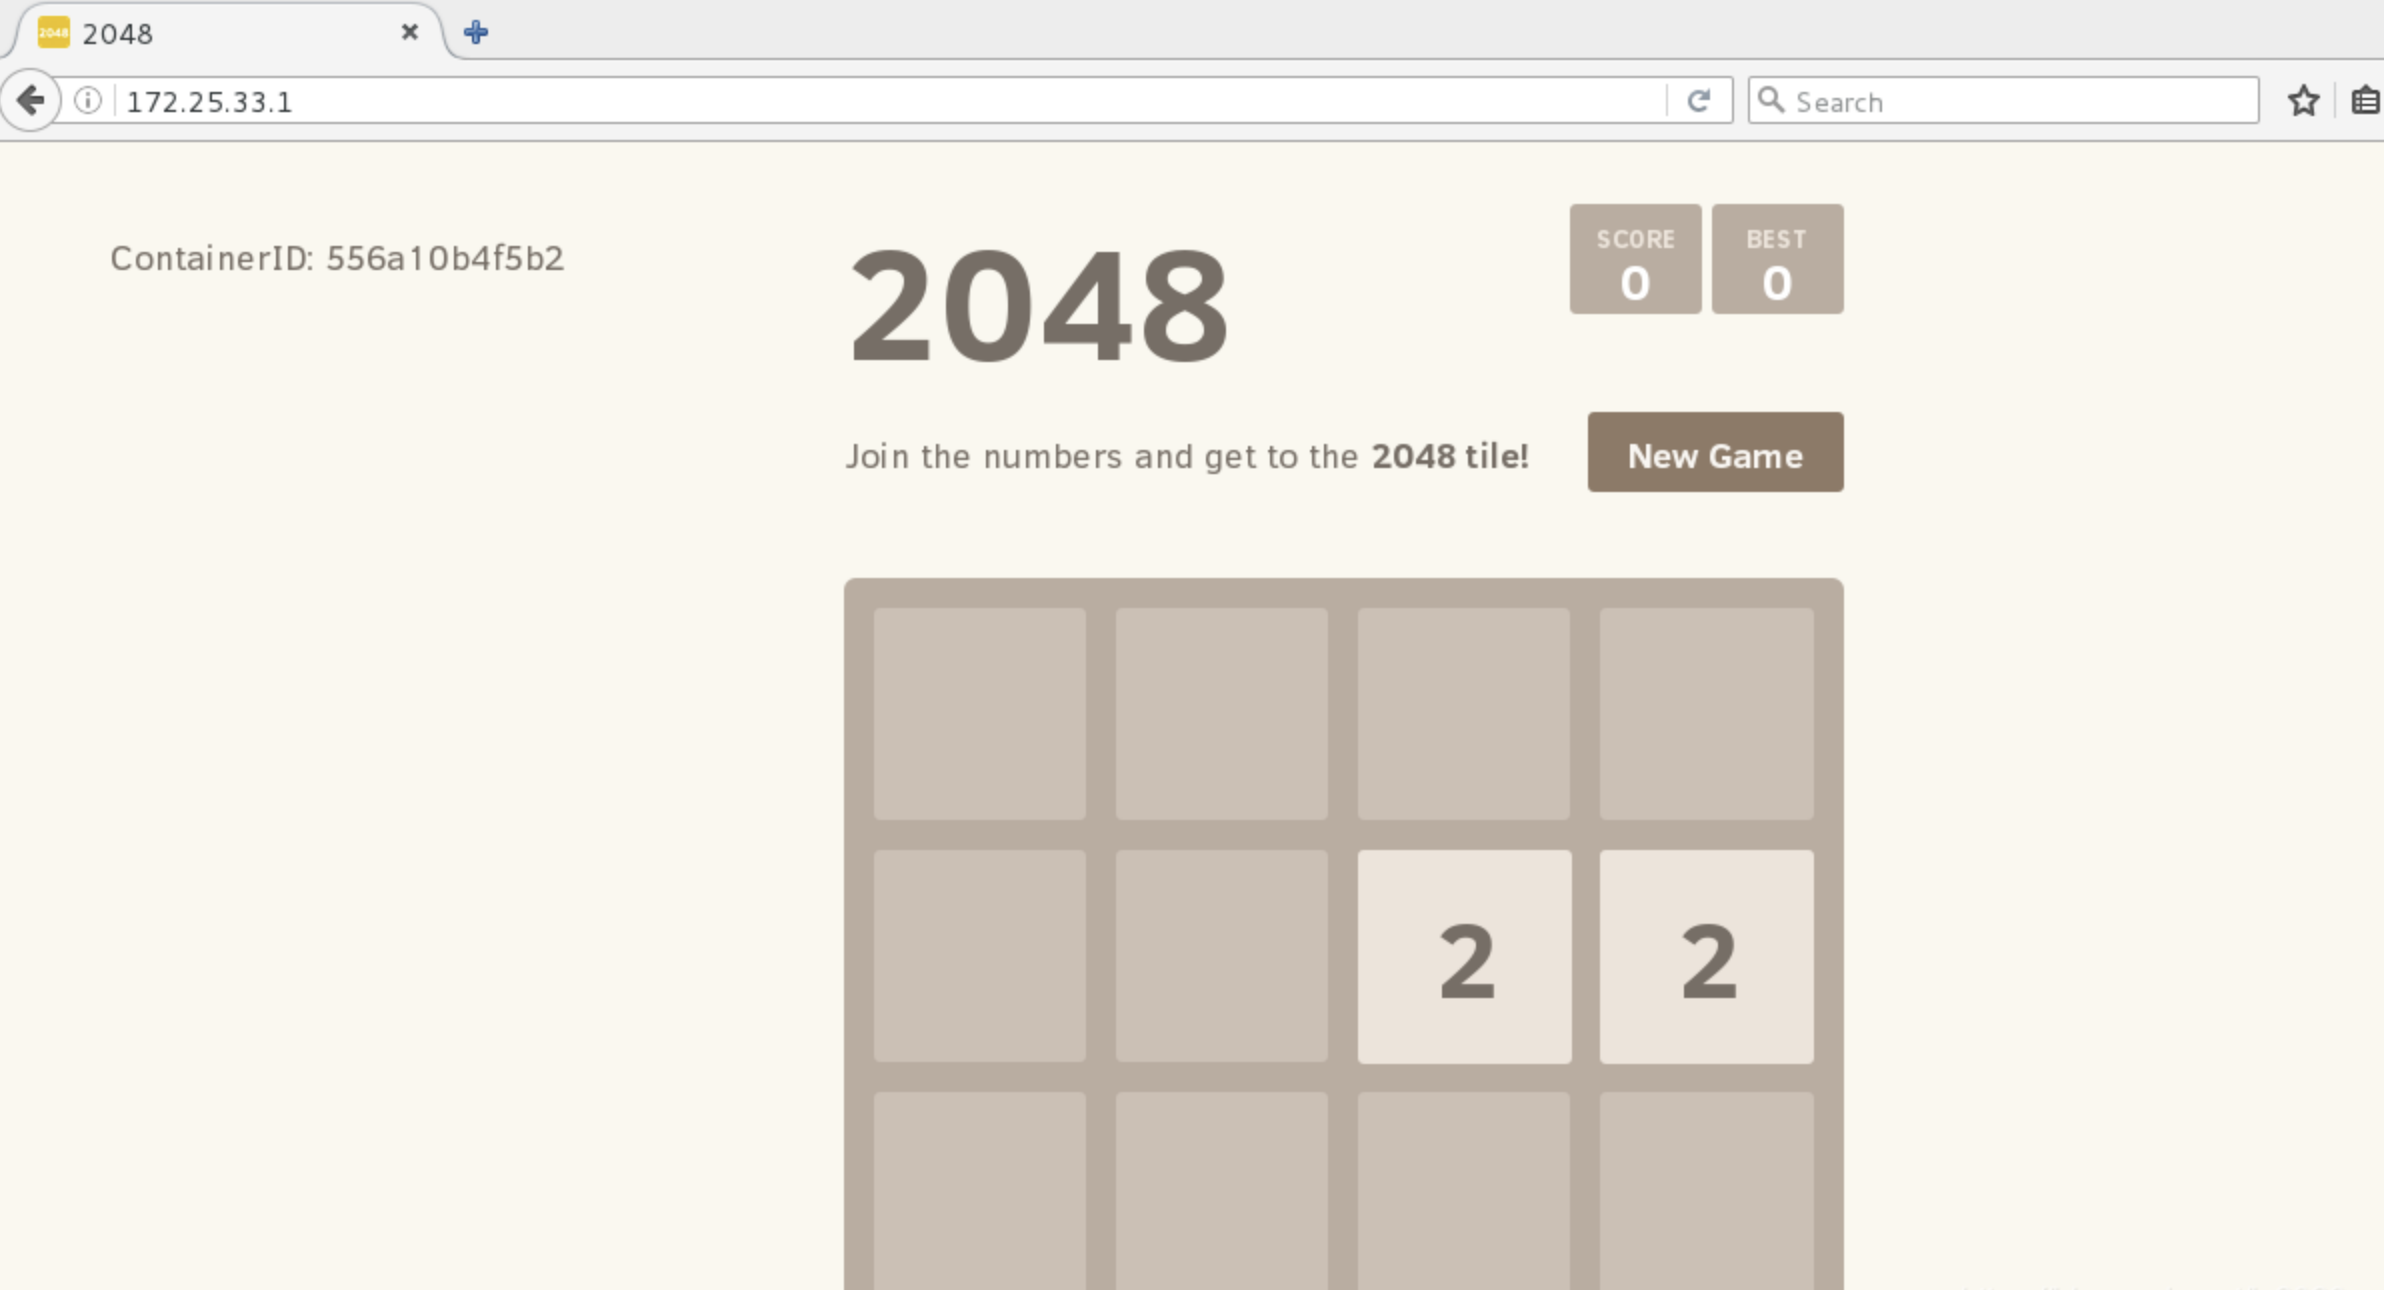 2048 2048
172.25.33.1 Search
ContainerID: 556a10b4f5b2
2048
SCORE BEST
0 0
Join the numbers and get to the 2048 tile! New Game
2 2